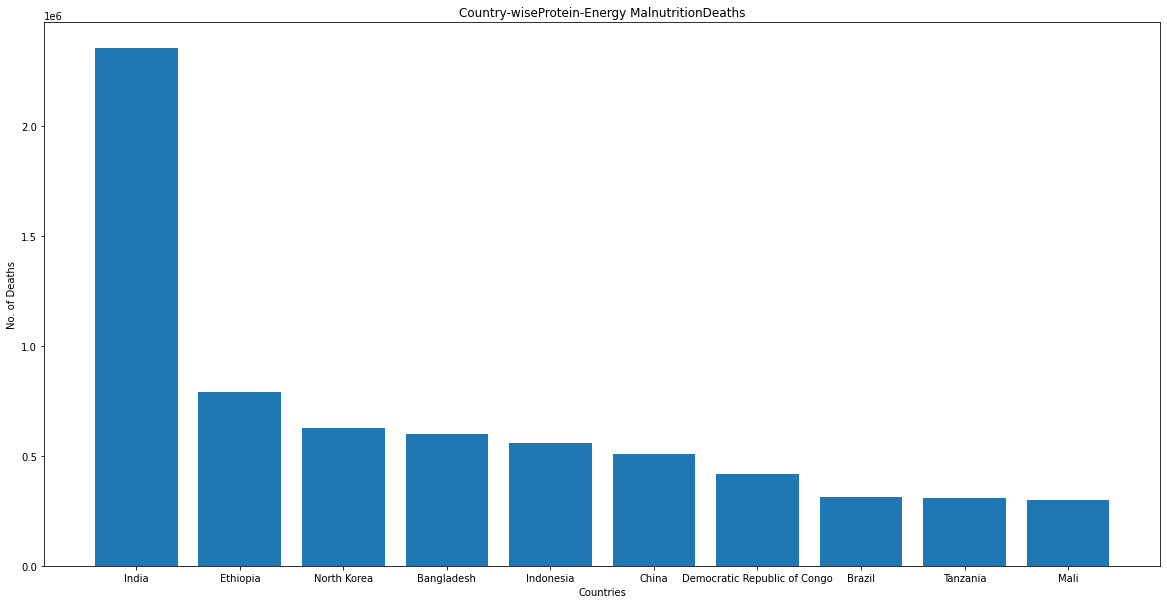 Country-wiseProtein-Energy MalnutritionDeaths
1e6
2.0
1.5
1.0
0.5
0.0
No. of Deaths
India Ethiopia North Korea Bangladesh Indonesia China Democratic Republic of Congo Brazil Tanzania Mali
Countries